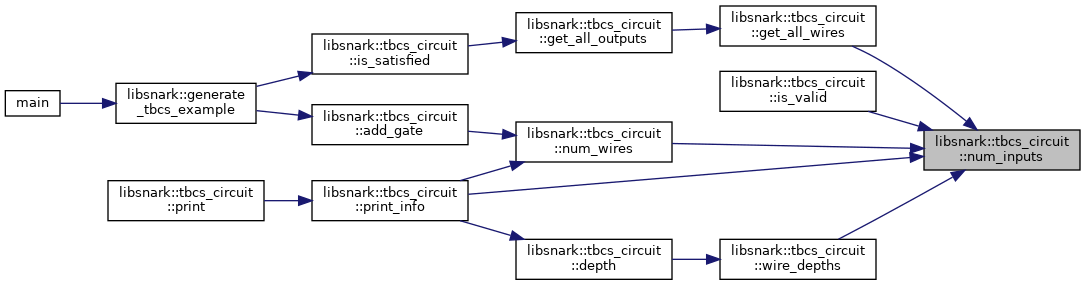 main
libsnark::generate
_tbcs_example
libsnark::tbcs_circuit
::is_satisfied
libsnark::tbcs_circuit
::get_all_outputs
libsnark::tbcs_circuit
::get_all_wires
libsnark::tbcs_circuit
::is_valid
libsnark::tbcs_circuit
::add_gate
libsnark::tbcs_circuit
::num_wires
libsnark::tbcs_circuit
::num_inputs
libsnark::tbcs_circuit
::print
libsnark::tbcs_circuit
::print_info
libsnark::tbcs_circuit
::depth
libsnark::tbcs_circuit
::wire_depths